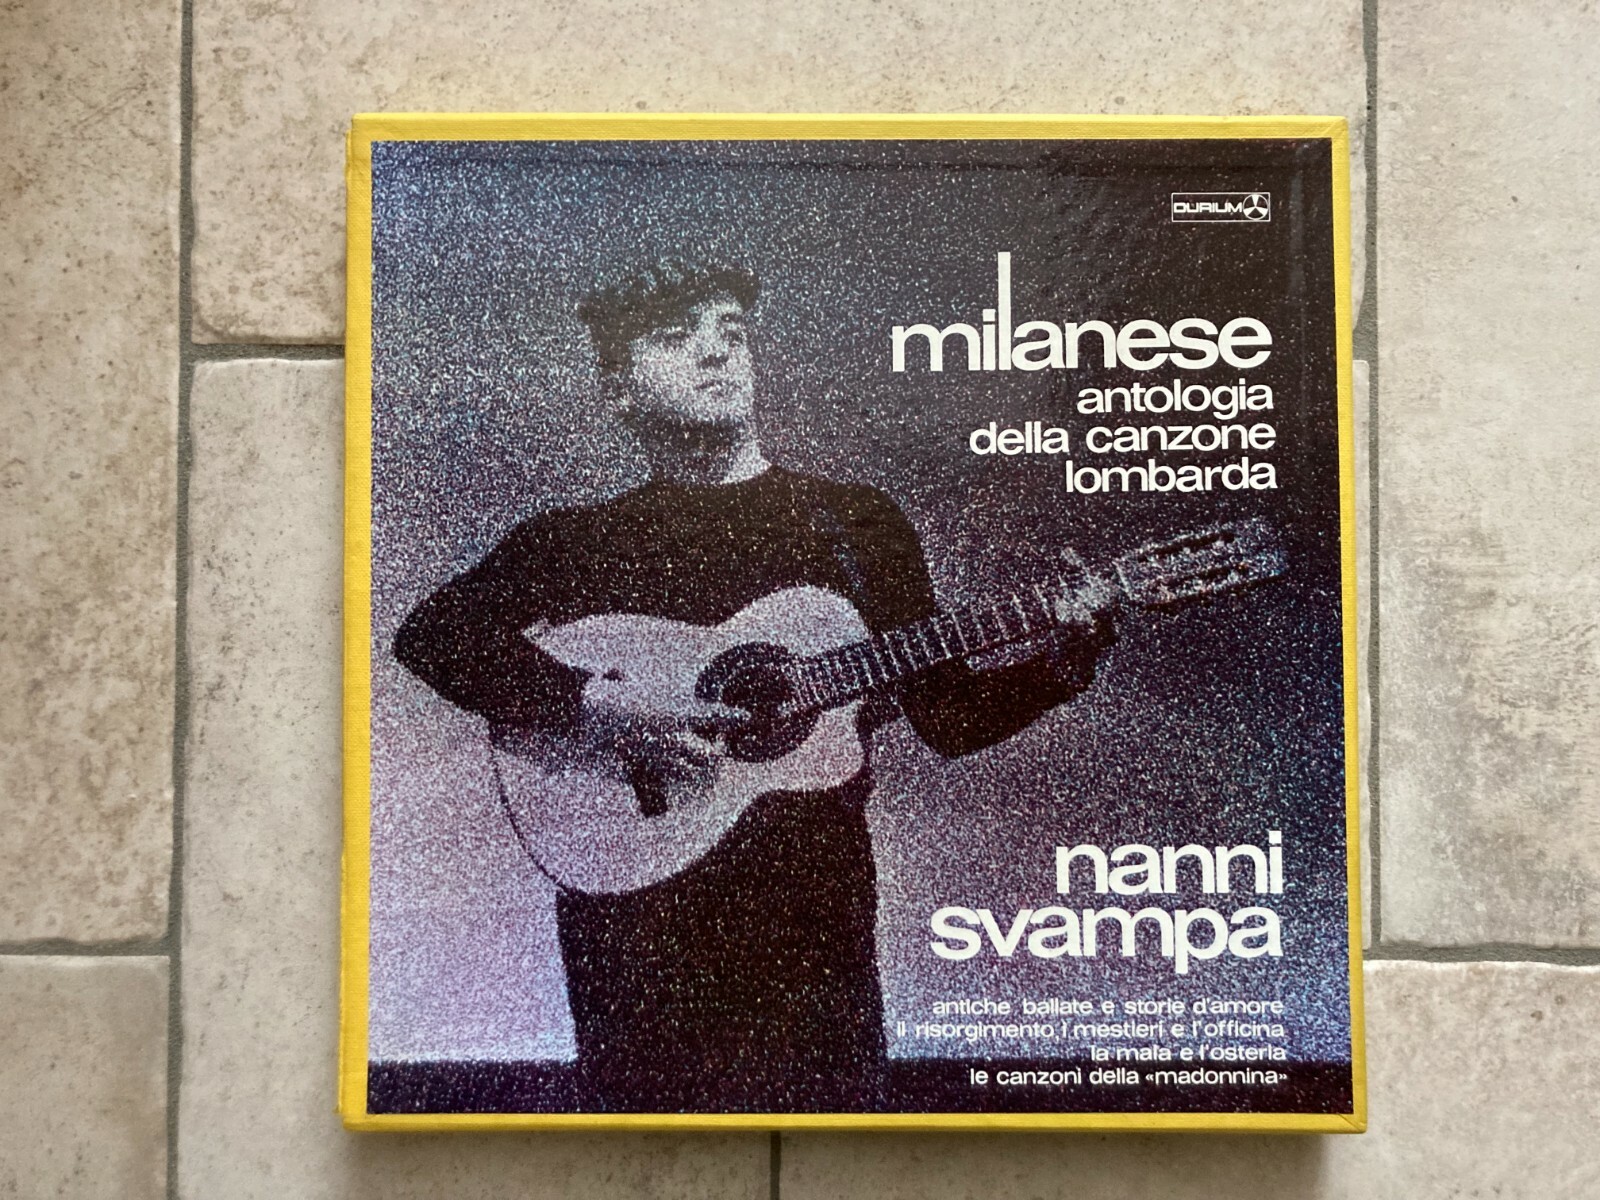 DURIUM
milanese
antologia
della canzone
lombarda
nanni
svampa
antiche ballate e storie d'amore
il risorgimento, i mestieri e l'officina
la mala e l'osteria
le canzoni della «madonnina»